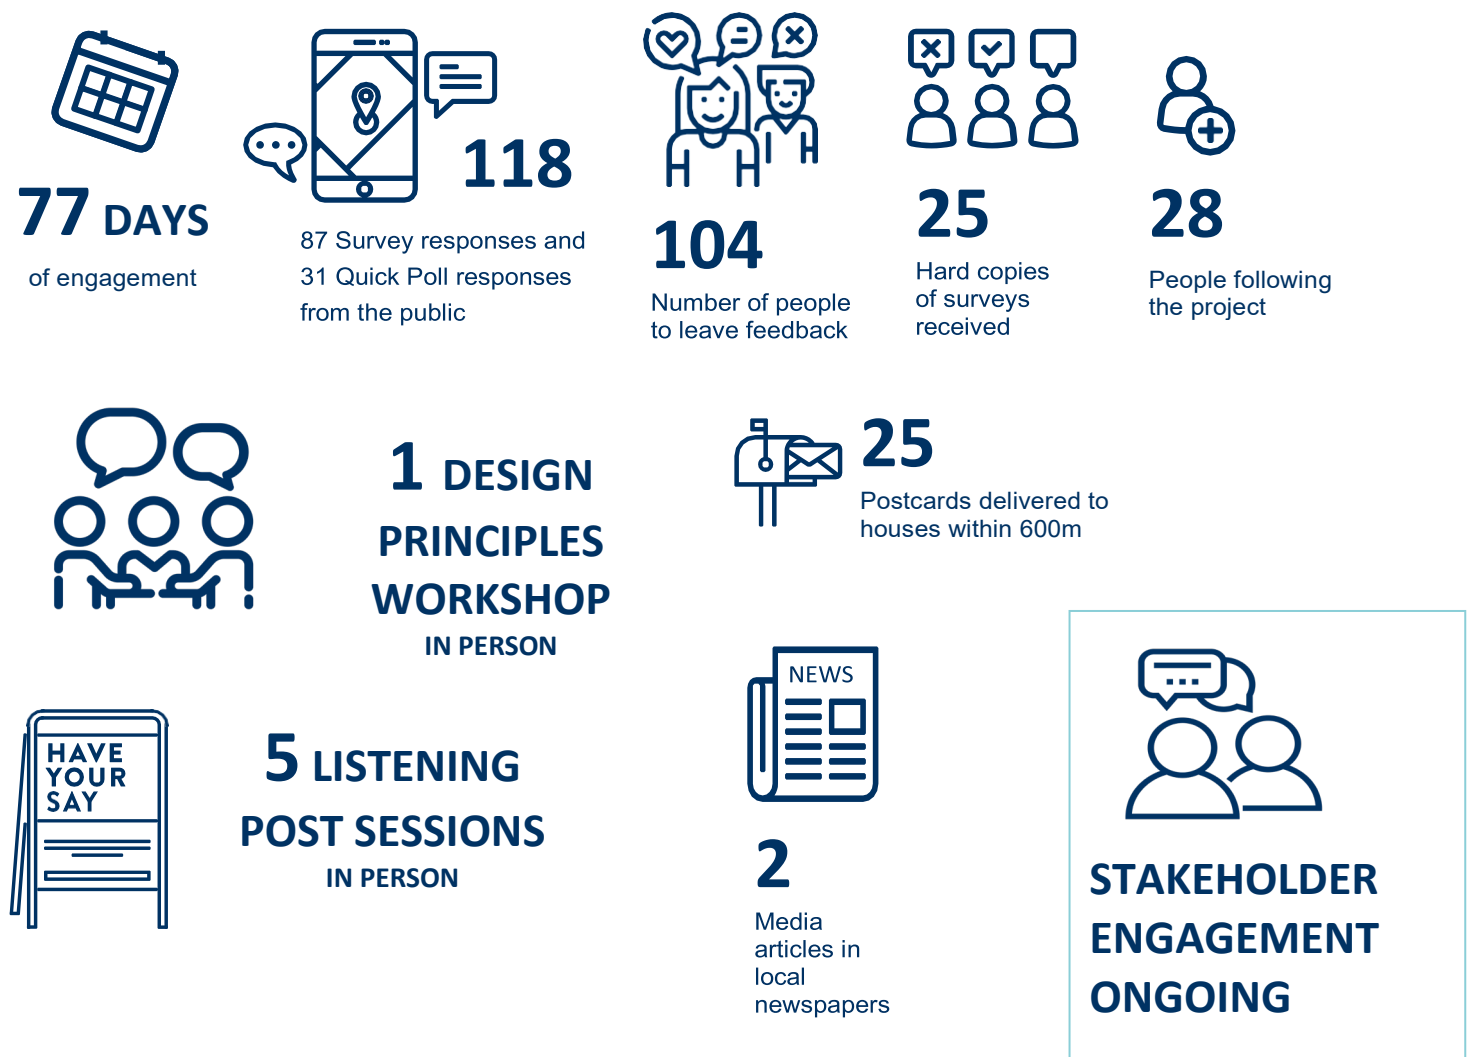 77 DAYS
of engagement
118
87 Survey responses and
31 Quick Poll responses
from the public
104
Number of people
to leave feedback
25
Hard copies
of surveys
received
28
People following
the project
1 DESIGN
PRINCIPLES
WORKSHOP
IN PERSON
25
Postcards delivered to
houses within 600m
HAVE
YOUR
SAY
5 LISTENING
POST SESSIONS
IN PERSON
NEWS
2
Media
articles in
local
newspapers
STAKEHOLDER
ENGAGEMENT
ONGOING